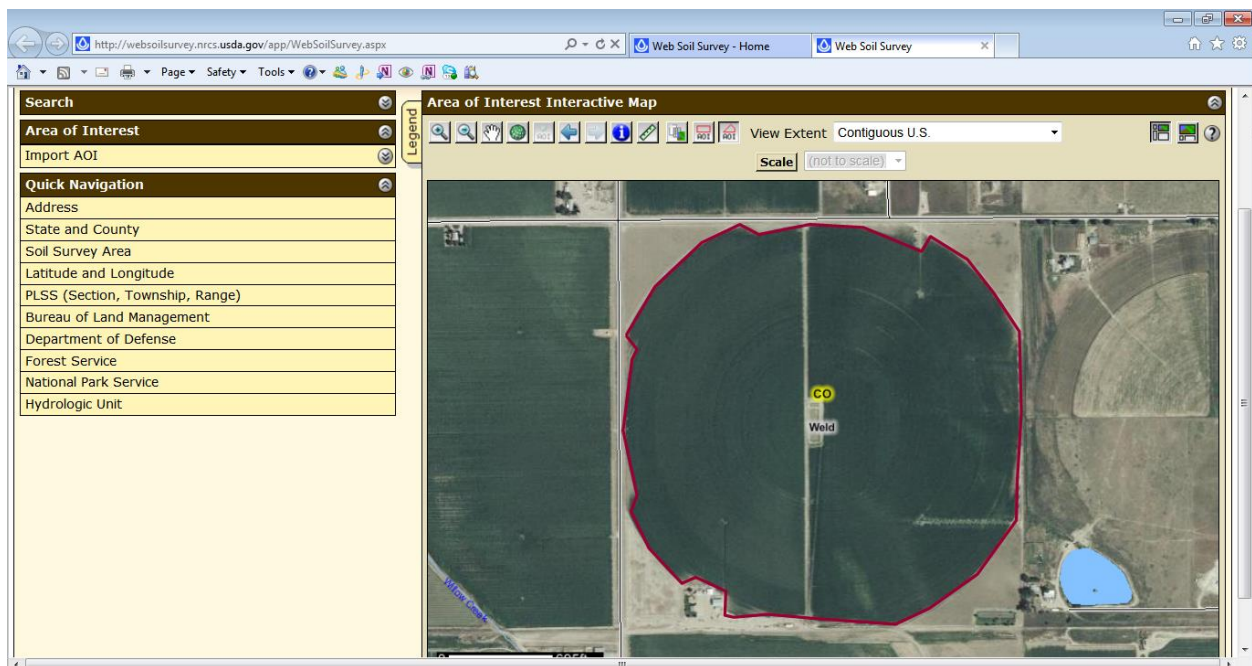 http://websoilsurvey.nrcs.usda.gov/app/WebSoilSurvey.aspx
Web Soil Survey - Home
Web Soil Survey
Page
Safety
Tools
Search
Area of Interest
Import AOI
Quick Navigation
Address
State and County
Soil Survey Area
Latitude and Longitude
PLSS (Section, Township, Range)
Bureau of Land Management
Department of Defense
Forest Service
National Park Service
Hydrologic Unit
Legend
Area of Interest Interactive Map
AOI
AOI
AOI
View Extent
Contiguous U.S.
Scale
(not to scale)
CO
Weld
Willow Creek